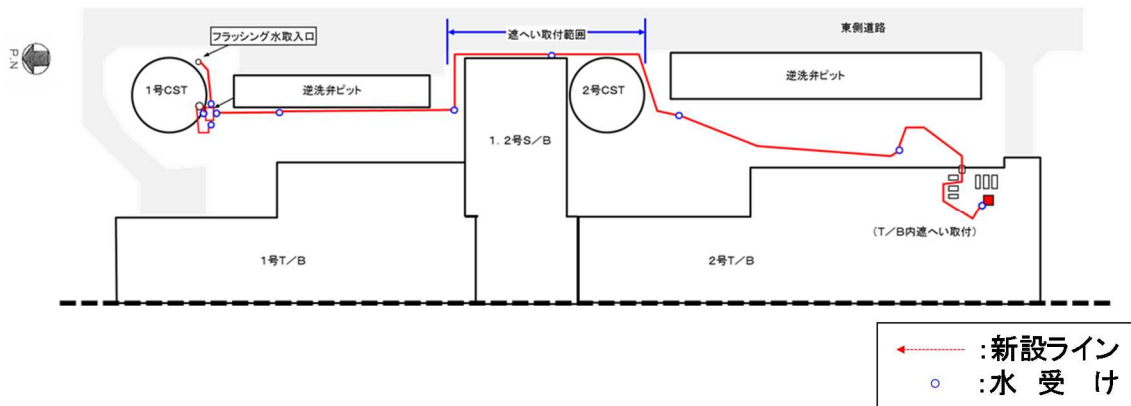 東側道路
遮へい取付範囲
フラッシング水取入口
P.N
1号CST
逆洗弁ピット
2号CST
逆洗弁ピット
1．2号S／B
(T／B内遮へい取付)
1号T／B
2号T／B
:新設ライン
:水 受 け